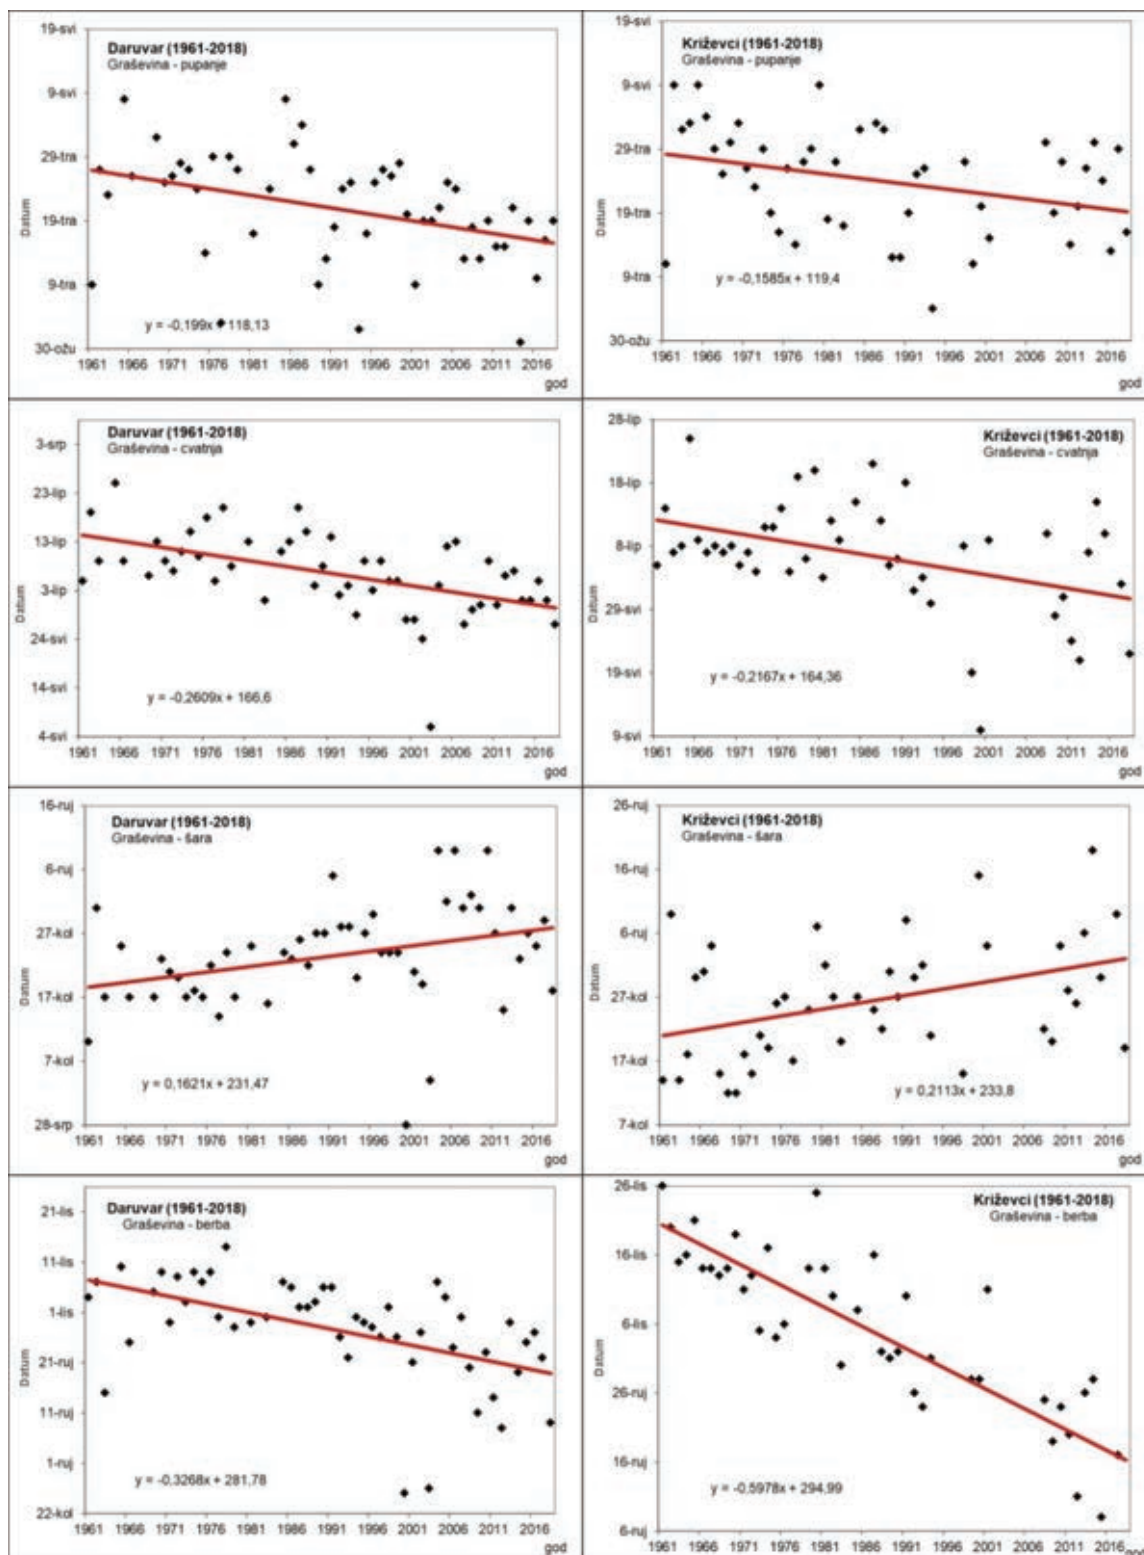 Daruvar (1961-2018)
Graševina - pupanje
19-svi
9-svi
29-tra
19-tra
9-tra
30-ožu
Datum
y = -0,199x + 118,13
1961 1966 1971 1976 1981 1986 1991 1996 2001 2006 2011 2016
god
Križevci (1961-2018)
Graševina - pupanje
19-svi
9-svi
29-tra
19-tra
9-tra
30-ožu
Datum
y = -0,1585x + 119,4
1961 1966 1971 1976 1981 1986 1991 1996 2001 2006 2011 2016
god
Daruvar (1961-2018)
Graševina - cvatnja
3-srp
23-lip
13-lip
3-lip
24-svi
14-svi
4-svi
Datum
y = -0,2609x + 166,6
1961 1966 1971 1976 1981 1986 1991 1996 2001 2006 2011 2016
god
Križevci (1961-2018)
Graševina - cvatnja
28-lip
18-lip
8-lip
29-svi
19-svi
9-svi
Datum
y = -0,2167x + 164,36
1961 1966 1971 1976 1981 1986 1991 1996 2001 2006 2011 2016
god
Daruvar (1961-2018)
Graševina - šara
16-ruj
6-ruj
27-kol
17-kol
7-kol
28-srp
Datum
y = 0,1621x + 231,47
1961 1966 1971 1976 1981 1986 1991 1996 2001 2006 2011 2016
god
Križevci (1961-2018)
Graševina - šara
26-ruj
16-ruj
6-ruj
27-kol
17-kol
7-kol
Datum
y = 0,2113x + 233,8
1961 1966 1971 1976 1981 1986 1991 1996 2001 2006 2011 2016
god
Daruvar (1961-2018)
Graševina - berba
21-lis
11-lis
1-lis
21-ruj
11-ruj
1-ruj
22-kol
Datum
y = -0,3268x + 281,78
1961 1966 1971 1976 1981 1986 1991 1996 2001 2006 2011 2016
god
Križevci (1961-2018)
Graševina - berba
26-lis
16-lis
6-lis
26-ruj
16-ruj
6-ruj
Datum
y = -0,5978x + 294,99
1961 1966 1971 1976 1981 1986 1991 1996 2001 2006 2011 2016
god